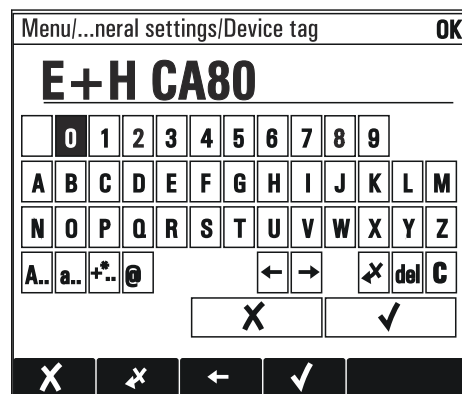 Menu/...neral settings/Device tag OK
E+H CA80
0 1 2 3 4 5 6 7 8 9
A B C D E F G H I J K L M
N O P Q R S T U V W X Y Z
A.. a.. +*.. @ ← → del C
✗ ✓
✗ ← ✓